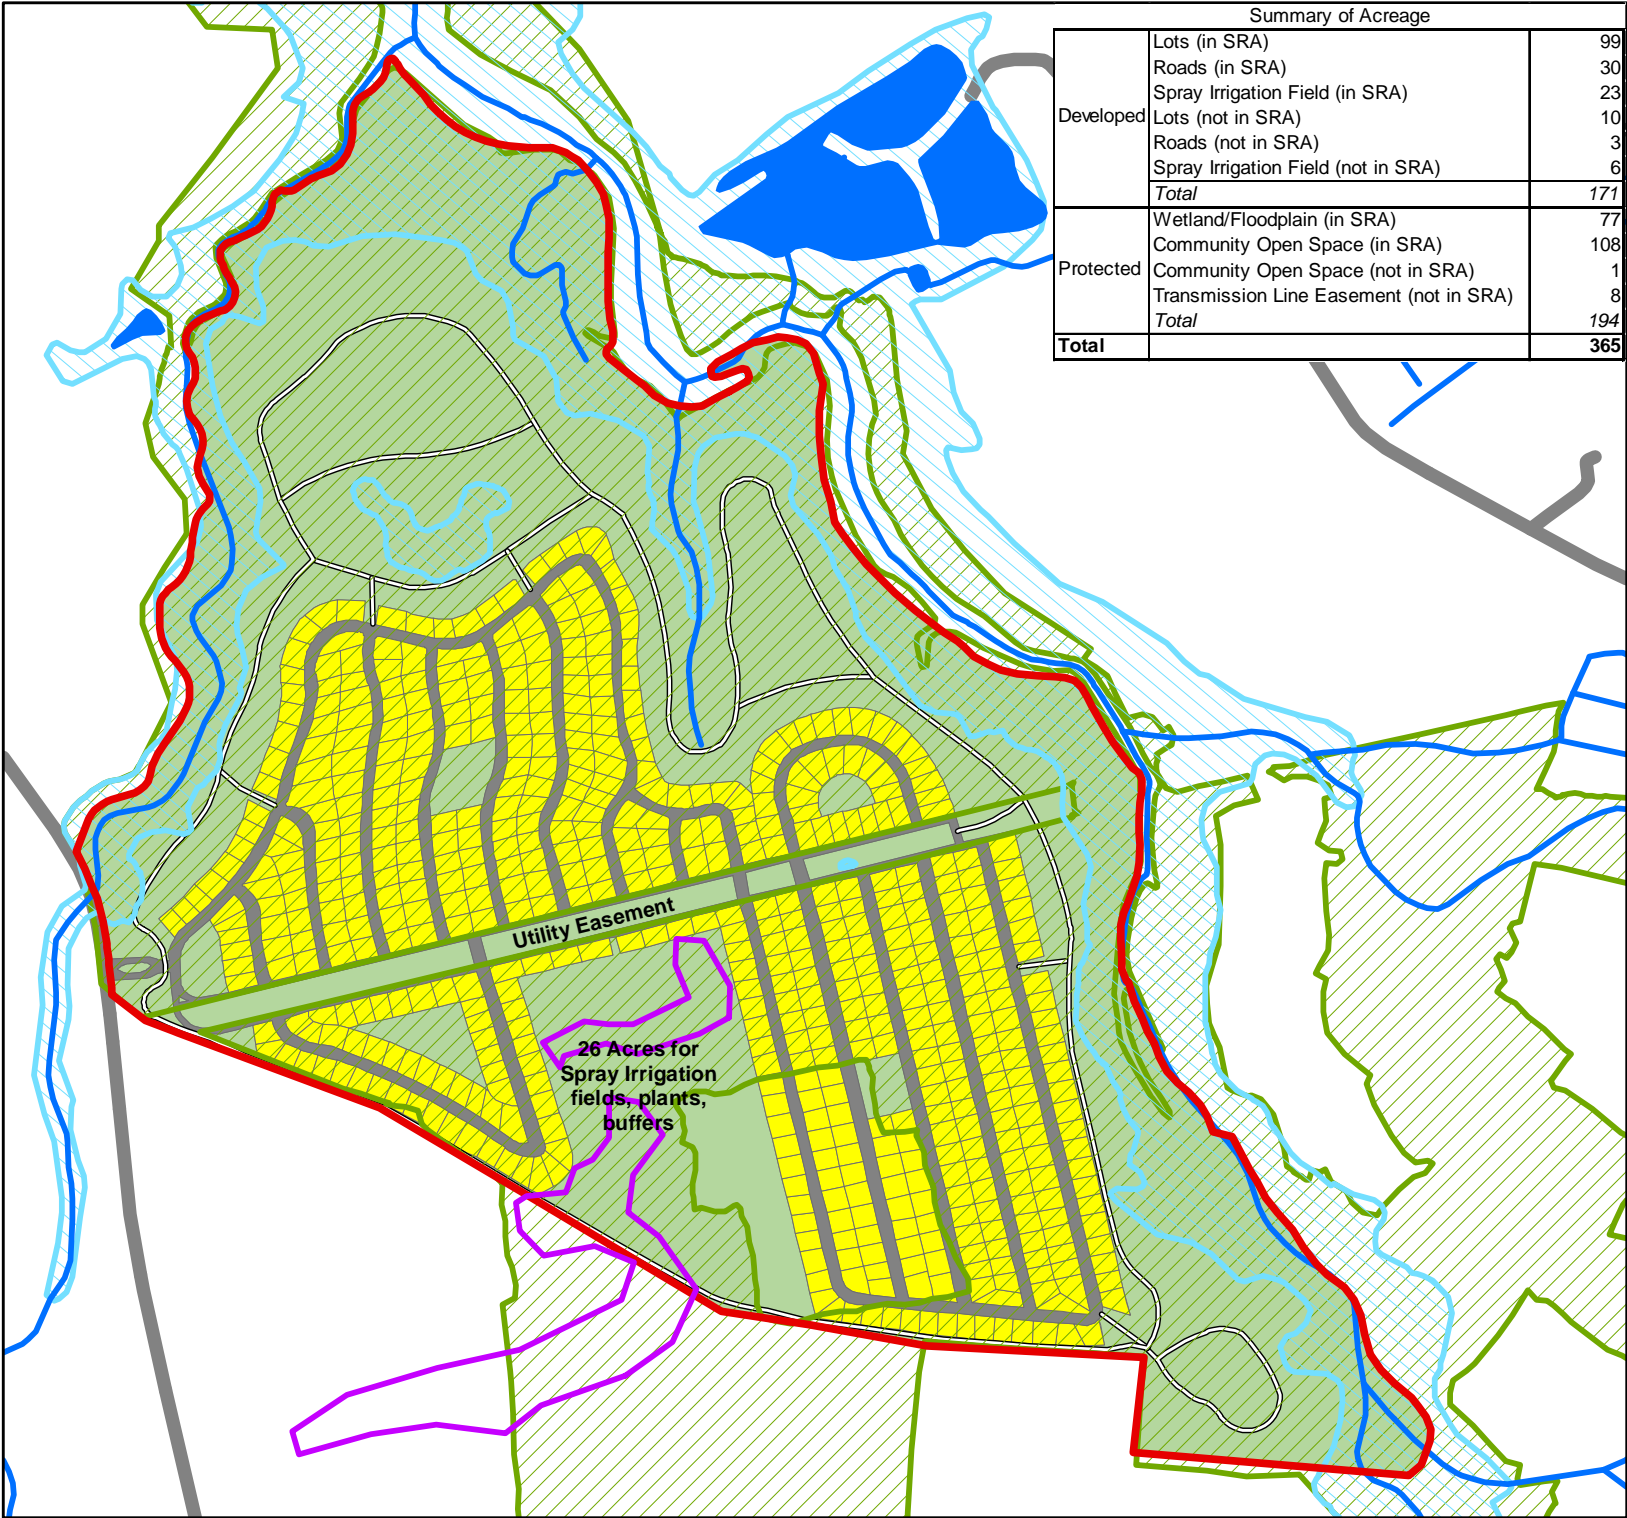 Summary of Acreage
Developed
Lots (in SRA) 99
Roads (in SRA) 30
Spray Irrigation Field (in SRA) 23
Lots (not in SRA) 10
Roads (not in SRA) 3
Spray Irrigation Field (not in SRA) 6
Total 171
Protected
Wetland/Floodplain (in SRA) 77
Community Open Space (in SRA) 108
Community Open Space (not in SRA) 1
Transmission Line Easement (not in SRA) 8
Total 194
Total 365
Utility Easement
26 Acres for
Spray Irrigation
fields, plants,
buffers